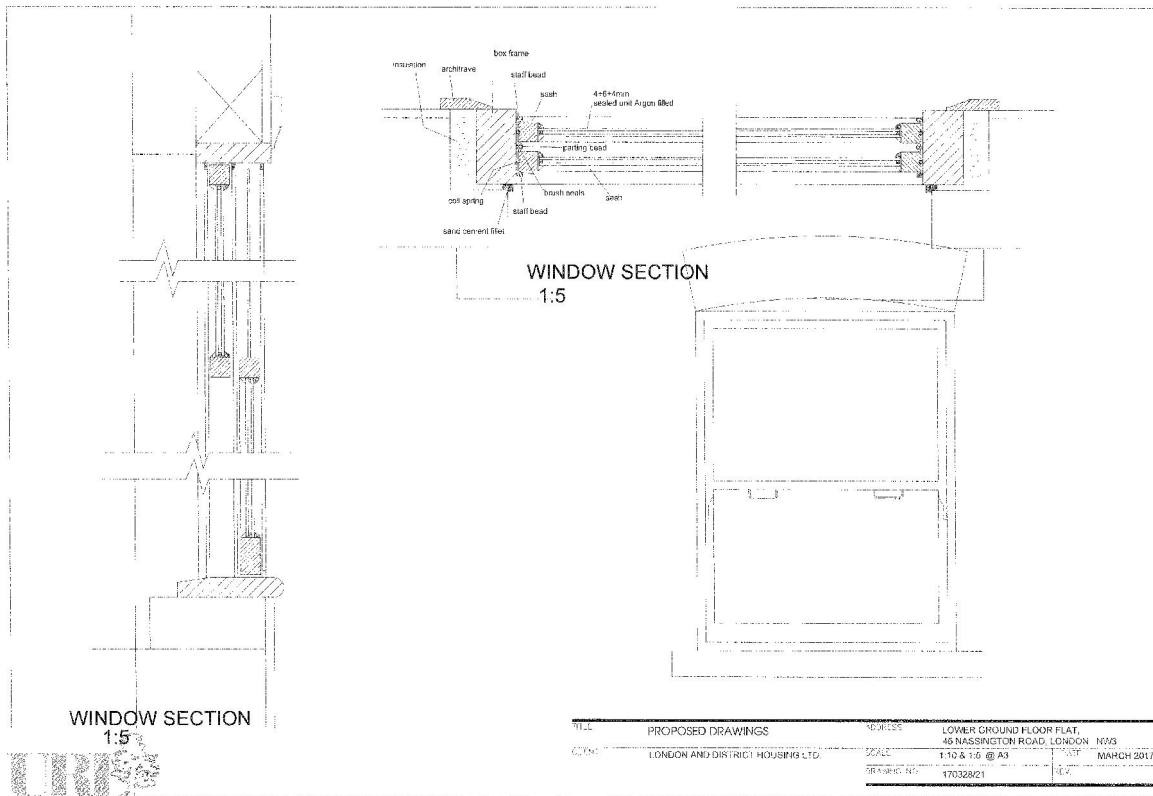 box frame
insulation
architrave
staff bead
sash
4+6+4mm
sealed unit Argon filled
parting bead
coil spring
brush seals
sash
staff bead
sand cement fillet
WINDOW SECTION
1:5
WINDOW SECTION
1:5
TITLE
PROPOSED DRAWINGS
ADDRESS
LOWER GROUND FLOOR FLAT,
46 NASSINGTON ROAD, LONDON NW3
LONDON AND DISTRICT HOUSING LTD.
SCALE
1:10 & 1:5 @ A3
DATE
MARCH 2017
DRAWING NO
170328/21
REV.